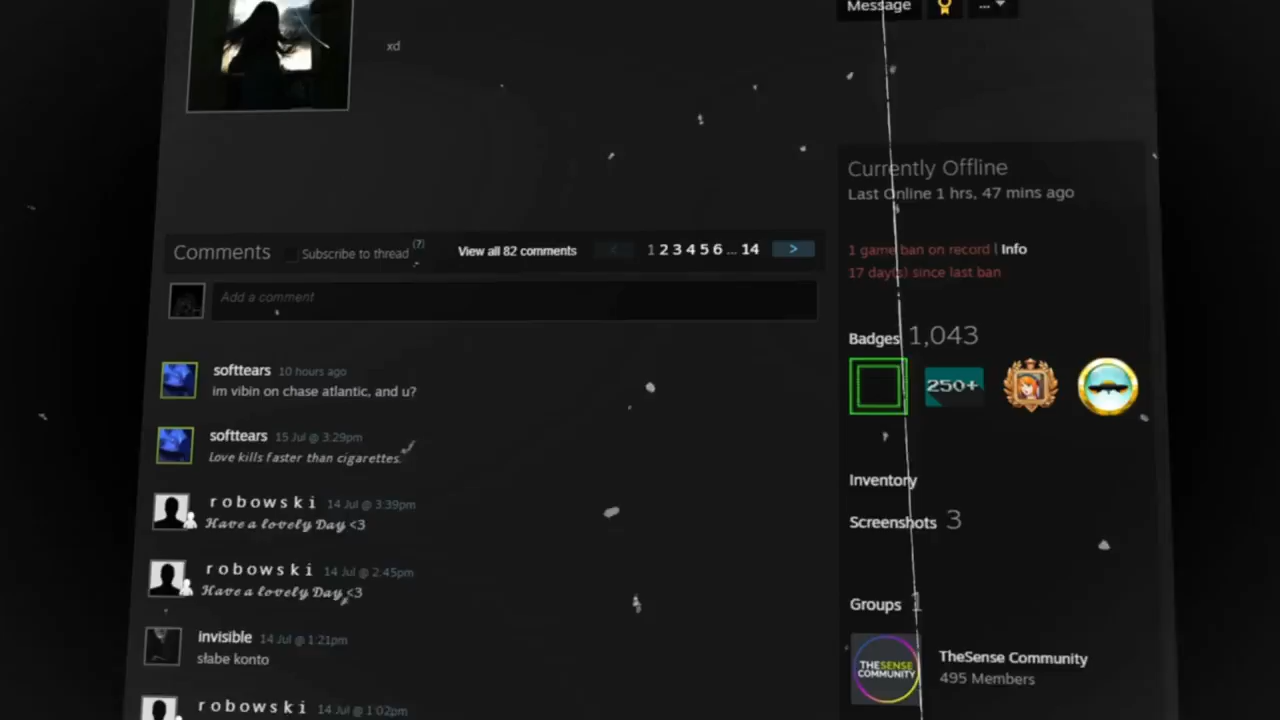 Message
...
xd
Currently Offline
Last Online 1 hrs, 47 mins ago
1 game ban on record | Info
17 day(s) since last ban
Comments
Subscribe to thread (?)
View all 82 comments
< 1 2 3 4 5 6 ... 14 >
Add a comment
Badges 1,043
250+
softtears 10 hours ago
im vibin on chase atlantic, and u?
softtears 15 Jul @ 3:29pm
Love kills faster than cigarettes.
r o b o w s k i 14 Jul @ 3:39pm
𝓗𝓪𝓿𝓮 𝓪 𝓵𝓸𝓿𝓮𝓵𝔂 𝓓𝓪𝔂 <3
r o b o w s k i 14 Jul @ 2:45pm
𝓗𝓪𝓿𝓮 𝓪 𝓵𝓸𝓿𝓮𝓵𝔂 𝓓𝓪𝔂 <3
invisible 14 Jul @ 1:21pm
słabe konto
r o b o w s k i 14 Jul @ 1:02pm
Inventory
Screenshots 3
Groups 1
THESENSE
COMMUNITY
TheSense Community
495 Members